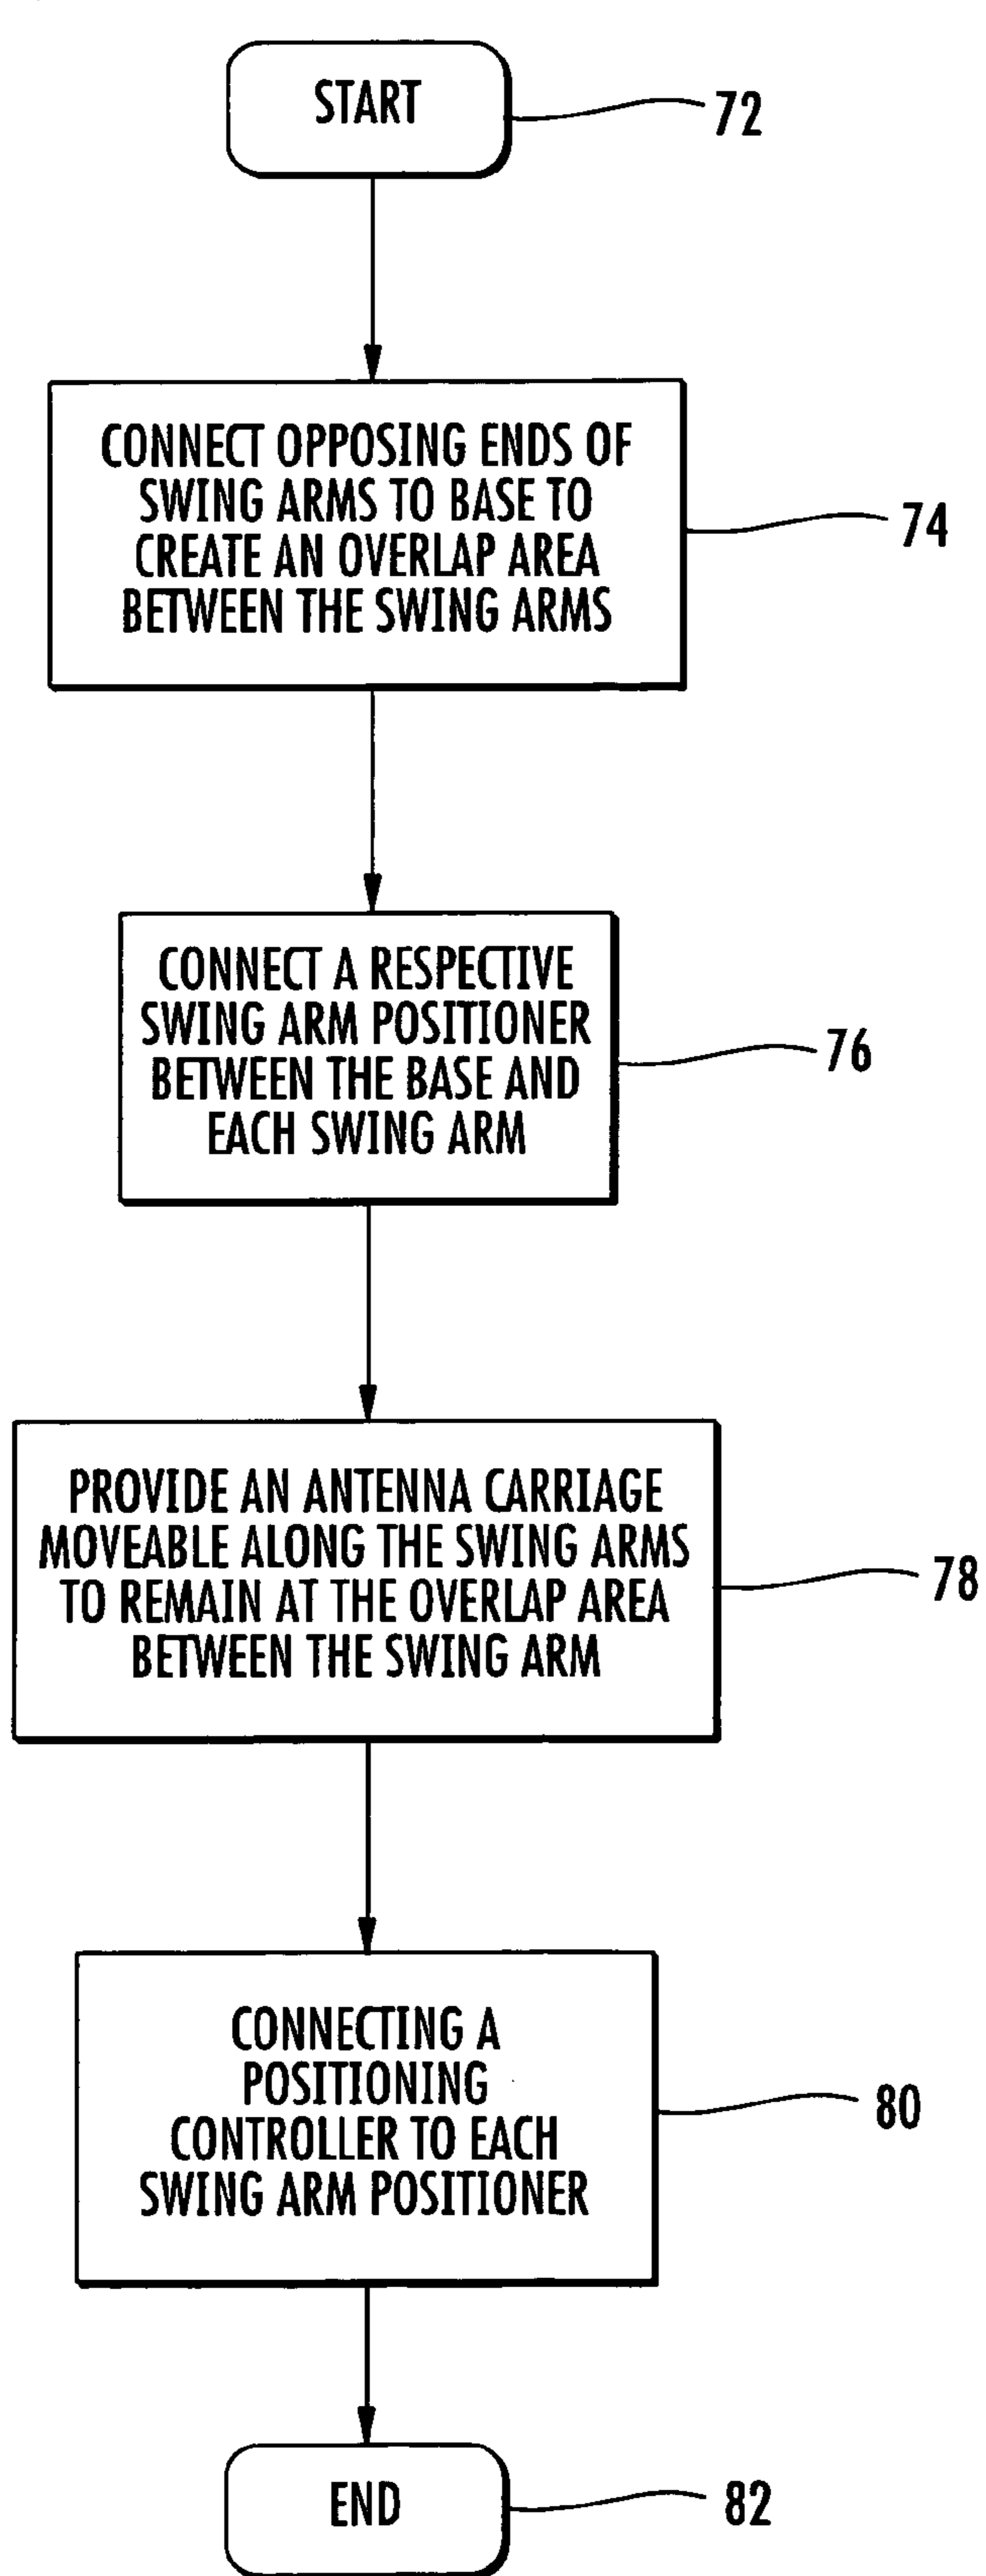 START
72
CONNECT OPPOSING ENDS OF
SWING ARMS TO BASE TO
CREATE AN OVERLAP AREA
BETWEEN THE SWING ARMS
74
CONNECT A RESPECTIVE
SWING ARM POSITIONER
BETWEEN THE BASE AND
EACH SWING ARM
76
PROVIDE AN ANTENNA CARRIAGE
MOVEABLE ALONG THE SWING ARMS
TO REMAIN AT THE OVERLAP AREA
BETWEEN THE SWING ARM
78
CONNECTING A
POSITIONING
CONTROLLER TO EACH
SWING ARM POSITIONER
80
END
82